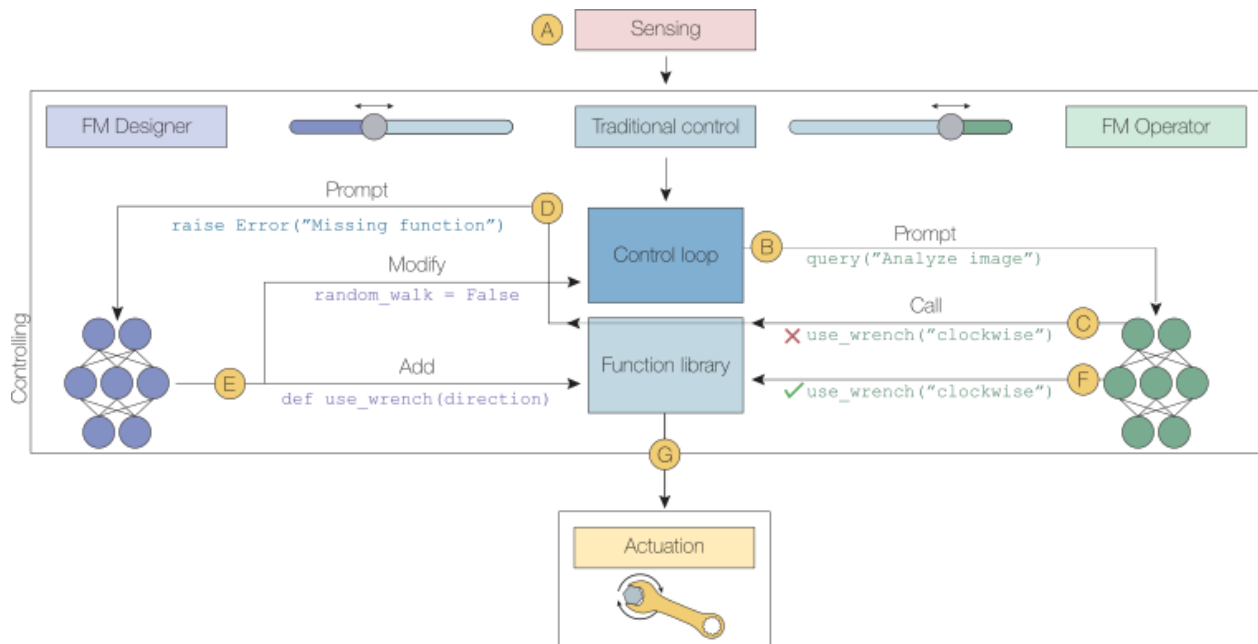 A
Sensing
FM Designer
Traditional control
FM Operator
Prompt
D
raise Error(”Missing function”)
Control loop
B
Prompt
query(”Analyze image”)
Modify
random_walk = False
Call
C
use_wrench(”clockwise”)
Controlling
Function library
E
Add
def use_wrench(direction)
F
use_wrench(”clockwise”)
G
Actuation